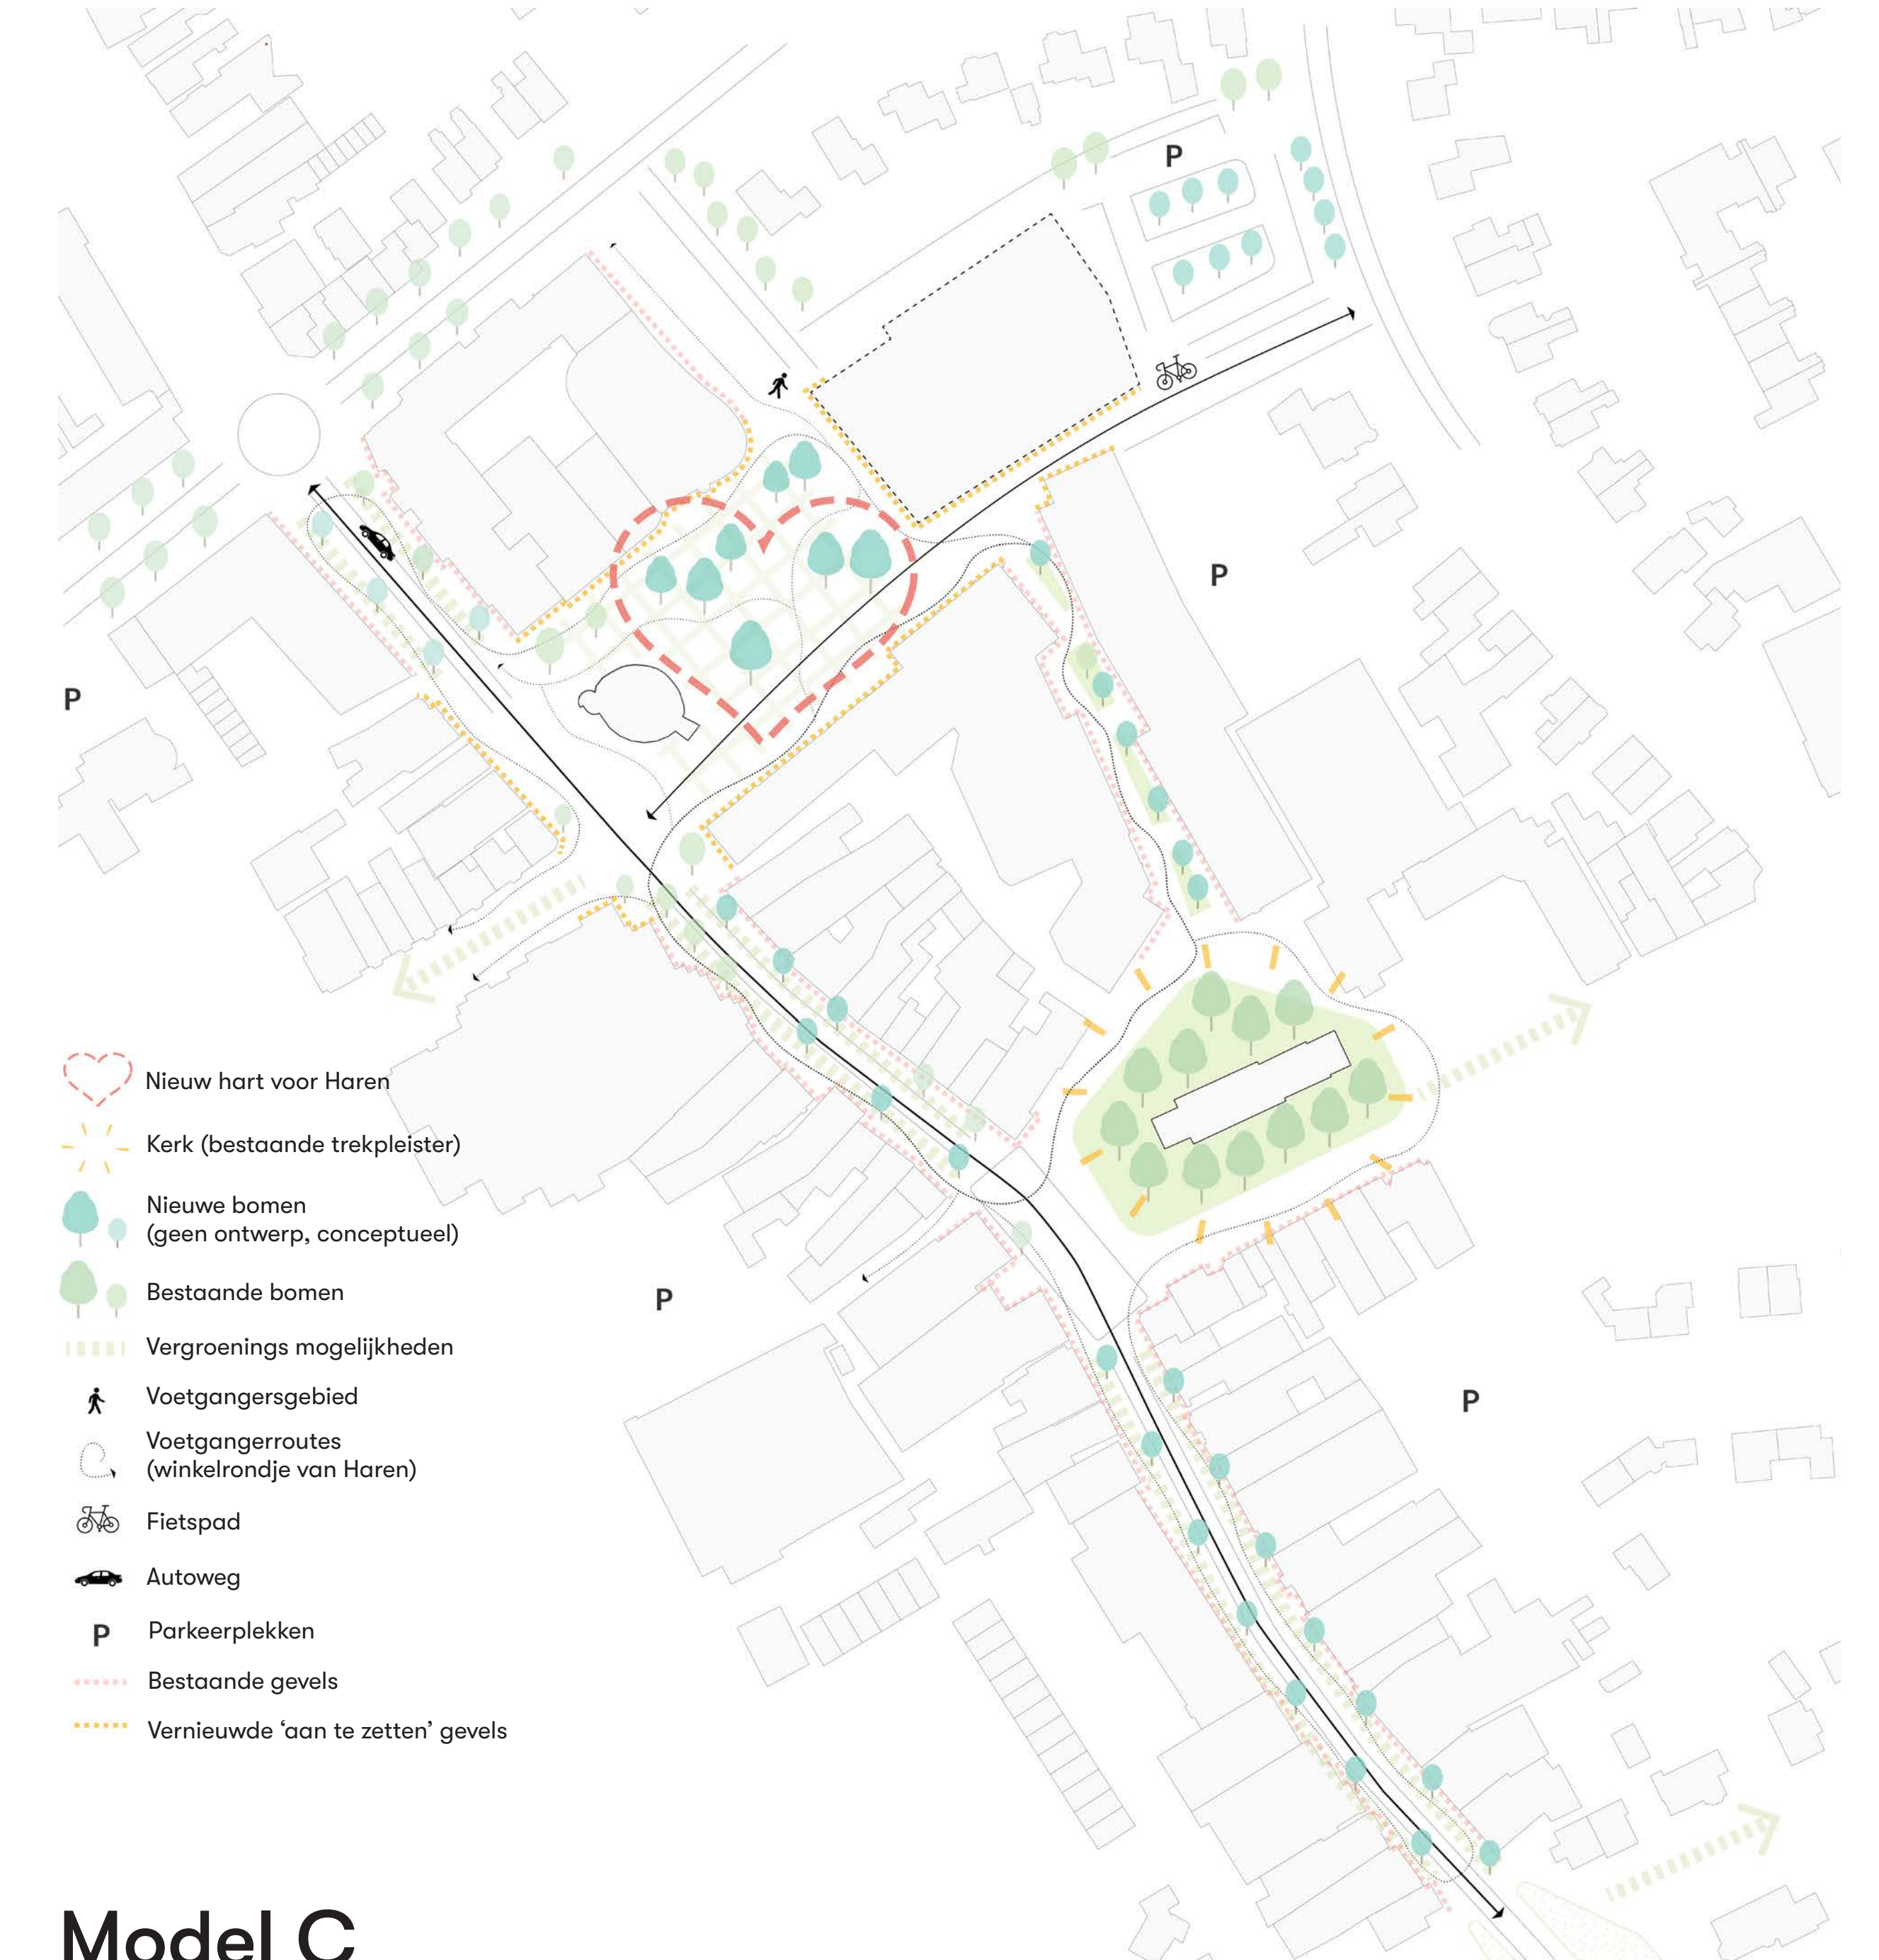 P
P
P
Nieuw hart voor Haren
Kerk (bestaande trekpleister)
Nieuwe bomen
(geen ontwerp, conceptueel)
Bestaande bomen
Vergroenings mogelijkheden
Voetgangersgebied
Voetgangerroutes
(winkelrondje van Haren)
Fietspad
Autoweg
P Parkeerplekken
Bestaande gevels
Vernieuwde ‘aan te zetten’ gevels
P
P
Model C